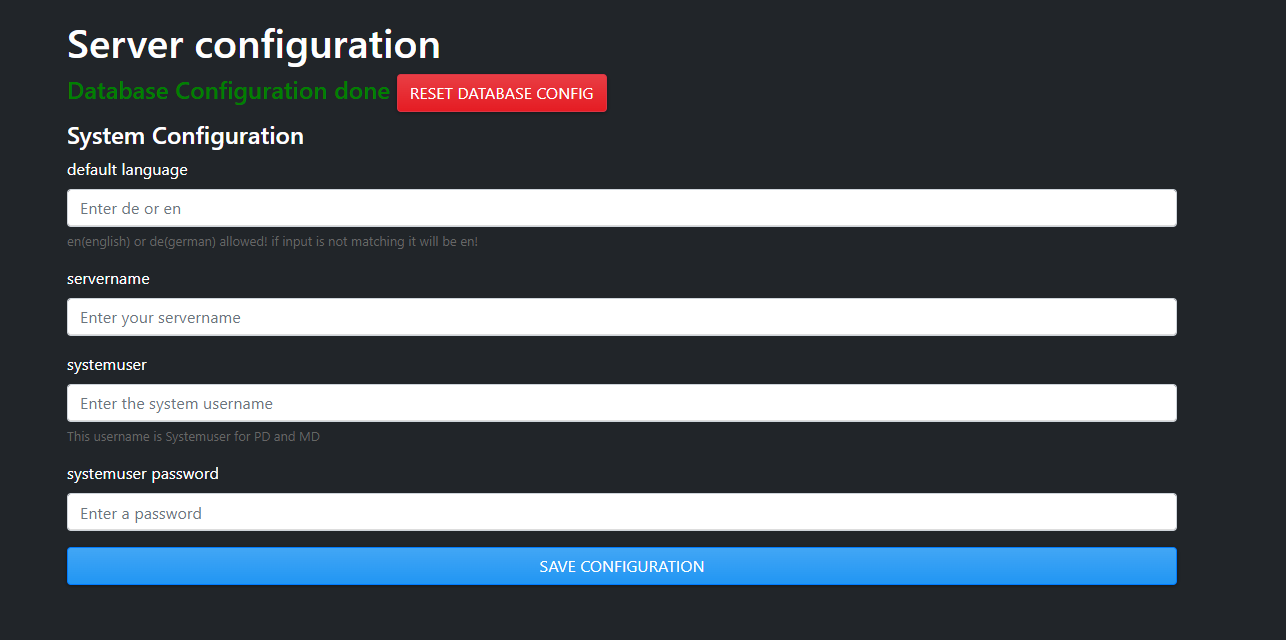 Server configuration
Database Configuration done RESET DATABASE CONFIG
System Configuration
default language
Enter de or en
en(english) or de(german) allowed! if input is not matching it will be en!
servername
Enter your servername
systemuser
Enter the system username
This username is Systemuser for PD and MD
systemuser password
Enter a password
SAVE CONFIGURATION